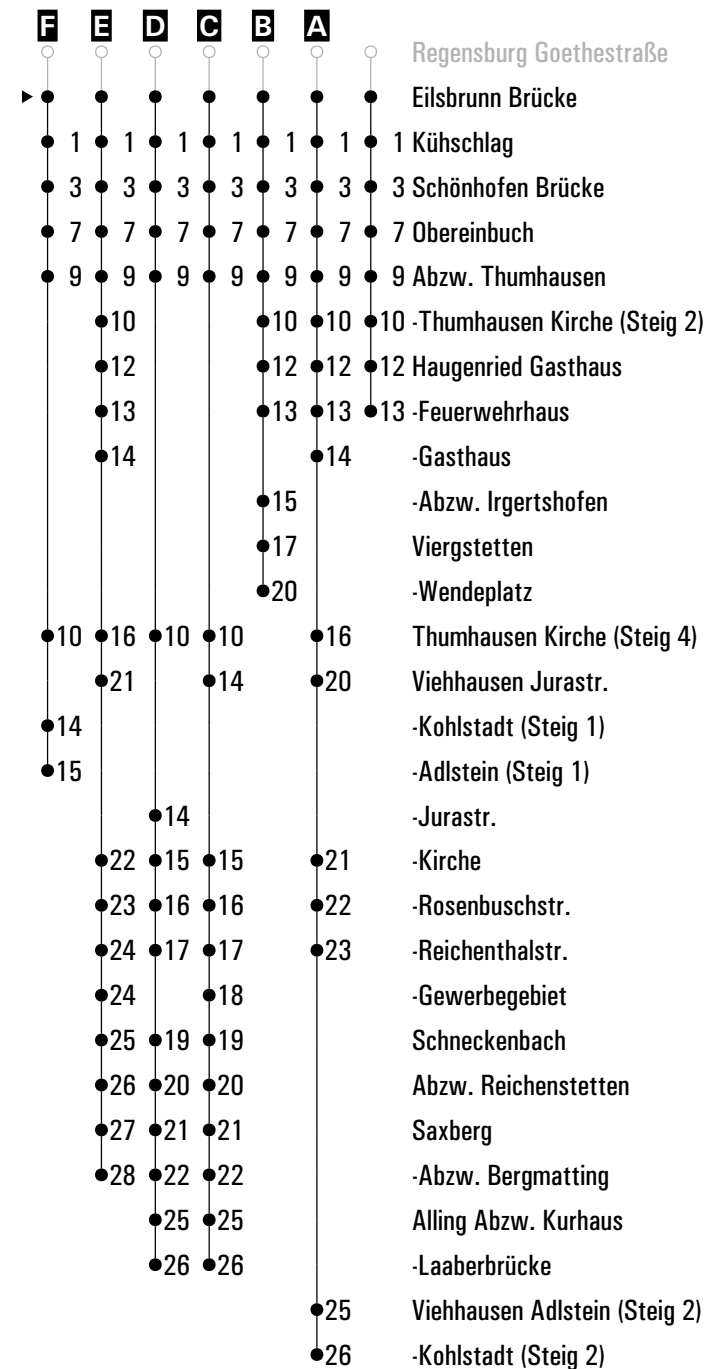 F E D C B A
Regensburg Goethestraße
Eilsbrunn Brücke
1 1 1 1 1 1 1 Kühschlag
3 3 3 3 3 3 3 Schönhofen Brücke
7 7 7 7 7 7 7 Obereinbuch
9 9 9 9 9 9 9 Abzw. Thumhausen
10 10 10 10 -Thumhausen Kirche (Steig 2)
12 12 12 12 Haugenried Gasthaus
13 13 13 13 -Feuerwehrhaus
14 14 -Gasthaus
15 -Abzw. Irgertshofen
17 Viergstetten
20 -Wendeplatz
10 16 10 10 16 Thumhausen Kirche (Steig 4)
21 14 20 Viehhausen Jurastr.
14 -Kohlstadt (Steig 1)
15 -Adlstein (Steig 1)
14 -Jurastr.
22 15 15 21 -Kirche
23 16 16 22 -Rosenbuschstr.
24 17 17 23 -Reichenthalstr.
24 18 -Gewerbegebiet
25 19 19 Schneckenbach
26 20 20 Abzw. Reichenstetten
27 21 21 Saxberg
28 22 22 -Abzw. Bergmatting
25 25 Alling Abzw. Kurhaus
26 26 -Laaberbrücke
25 Viehhausen Adlstein (Steig 2)
26 -Kohlstadt (Steig 2)